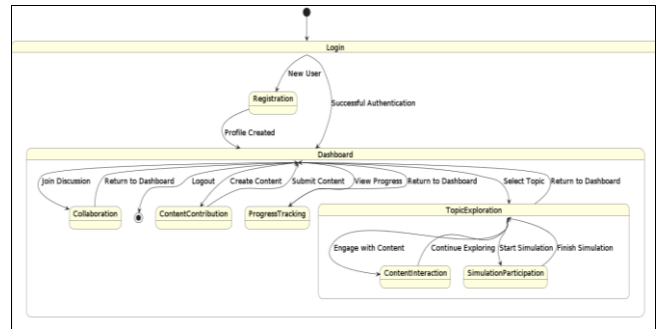 Login
New User
Registration
Successful Authentication
Profile Created
Dashboard
Join Discussion
Return to Dashboard
Logout
Create Content
Submit Content
View Progress
Return to Dashboard
Select Topic
Return to Dashboard
Collaboration
ContentContribution
ProgressTracking
TopicExploration
Engage with Content
Continue Exploring
Start Simulation
Finish Simulation
ContentInteraction
SimulationParticipation